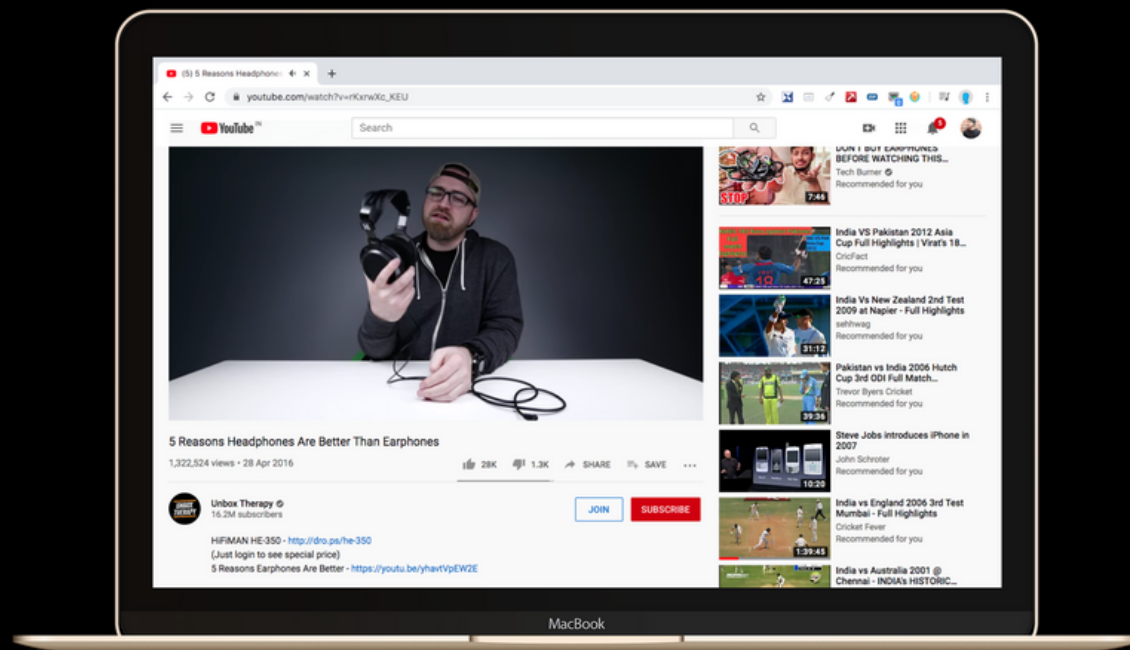 (5) 5 Reasons Headphones
youtube.com/watch?v=rKxrwXc_KEU
YouTube IN
Search
5
5 Reasons Headphones Are Better Than Earphones
1,322,524 views • 28 Apr 2016
28K
1.3K
SHARE
SAVE
UNBOX
THERAPY
Unbox Therapy
16.2M subscribers
JOIN
SUBSCRIBE
HiFiMAN HE-350 - http://dro.ps/he-350
(Just login to see special price)
5 Reasons Earphones Are Better - https://youtu.be/yhavtVpEW2E
STOP
7:46
DON'T BUY EARPHONES
BEFORE WATCHING THIS...
Tech Burner
Recommended for you
18
47:25
India VS Pakistan 2012 Asia
Cup Full Highlights | Virat's 18...
CricFact
Recommended for you
31:12
India Vs New Zealand 2nd Test
2009 at Napier - Full Highlights
sehhwag
Recommended for you
39:36
Pakistan vs India 2006 Hutch
Cup 3rd ODI Full Match...
Trevor Byers Cricket
Recommended for you
10:20
Steve Jobs introduces iPhone in
2007
John Schroter
Recommended for you
1:39:45
India vs England 2006 3rd Test
Mumbai - Full Highlights
Cricket Fever
Recommended for you
India vs Australia 2001 @
Chennai - INDIA's HISTORIC...
MacBook